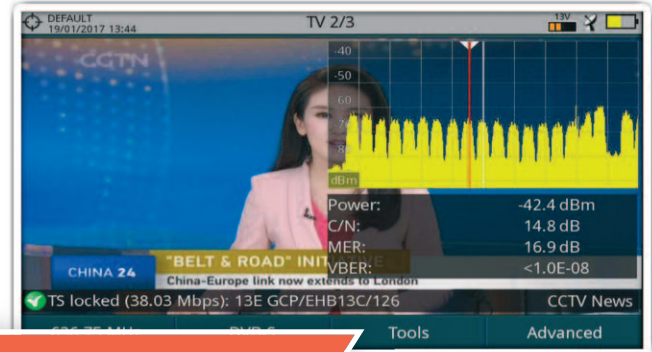 DEFAULT
19/01/2017 13:44
TV 2/3
13V
CGTN
-40
-50
60
dBm
Power: -42.4 dBm
C/N: 14.8 dB
MER: 16.9 dB
VBER: <1.0E-08
CHINA 24
"BELT & ROAD" INITIATIVE
China-Europe link now extends to London
TS locked (38.03 Mbps): 13E GCP/EHB13C/126
CCTV News
Tools
Advanced